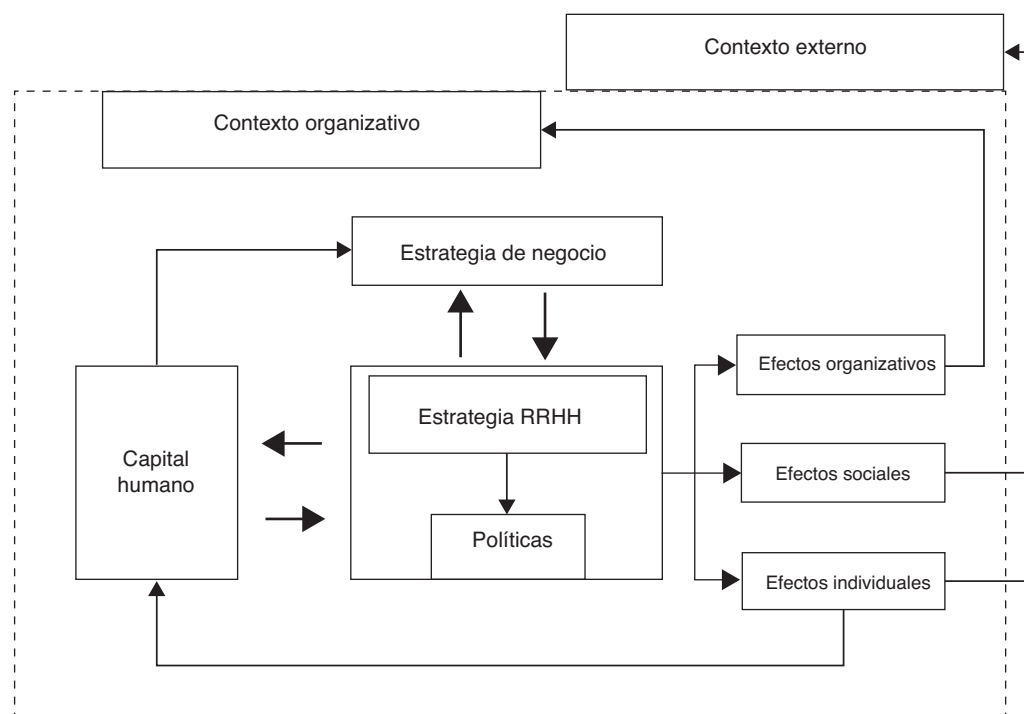 Contexto externo
Contexto organizativo
Estrategia de negocio
Efectos organizativos
Estrategia RRHH
Capital
humano
Efectos sociales
Políticas
Efectos individuales